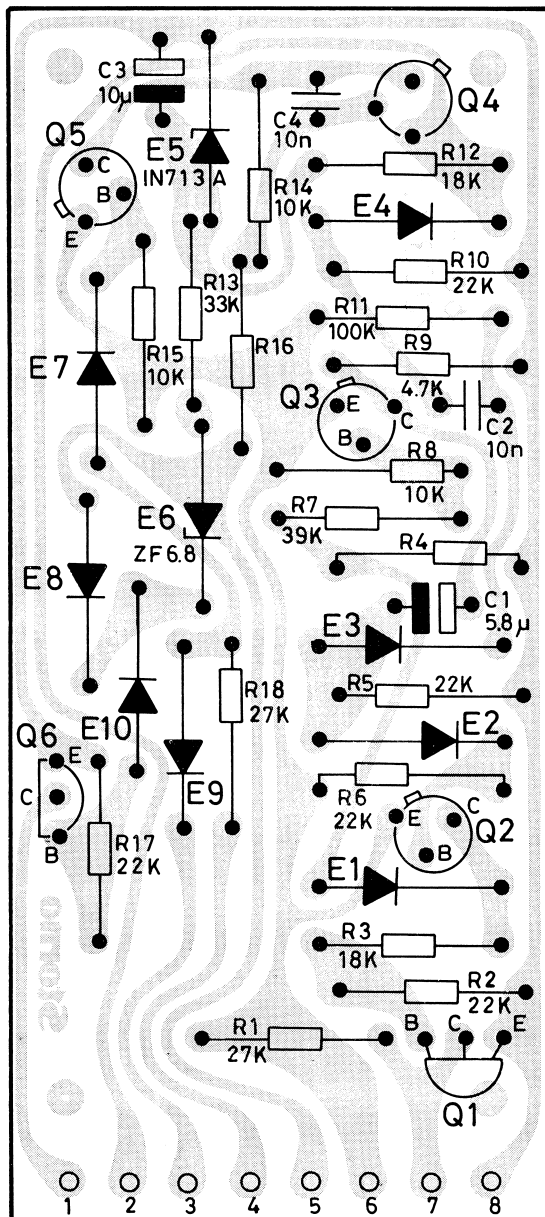 C3
10µ
Q5
C
B
E
E5
IN713 A
R14
10K
C4
10n
Q4
R12
18K
E4
R10
22K
R13
33K
R11
100K
R15
10K
R16
R9
4.7K
E7
Q3
E
C
B
C2
10n
R8
10K
E6
ZF6.8
R7
39K
R4
E8
C1
5.8µ
E3
R18
27K
R5 22K
E10
E2
Q6
E
C
B
E9
R6
22K
E
C
B
Q2
R17
22K
E1
R3
18K
R2
22K
R1
27K
B C E
Q1
Storno
1 2 3 4 5 6 7 8